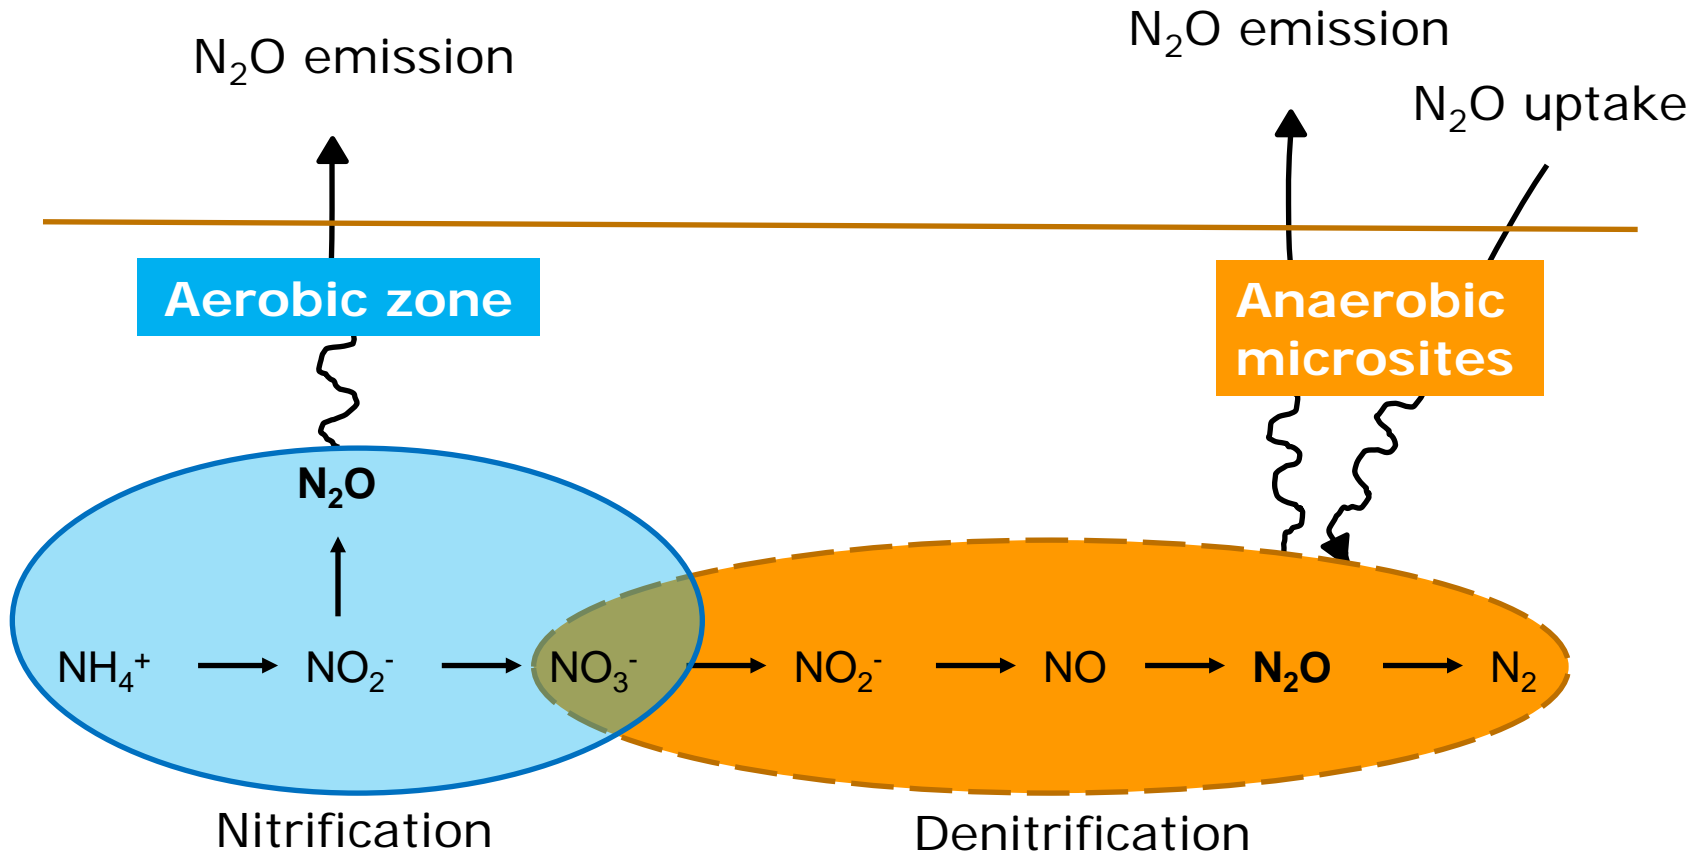 N₂O emission
N₂O emission
N₂O uptake
Aerobic zone
Anaerobic
microsites
N₂O
NH₄⁺
NO₂⁻
NO₃⁻
NO₂⁻
NO
N₂O
N₂
Nitrification
Denitrification